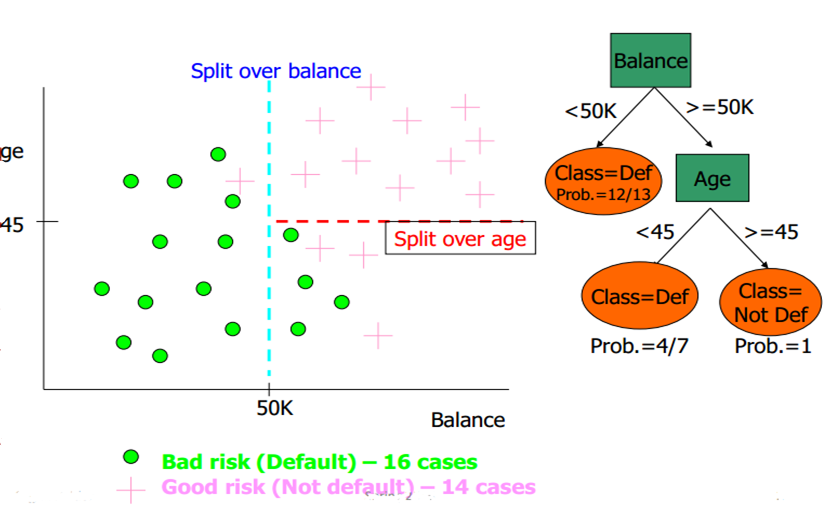 Split over balance
ge
45
Split over age
50K
Balance
Bad risk (Default) – 16 cases
Good risk (Not default) – 14 cases
Balance
<50K
>=50K
Class=Def
Prob.=12/13
Age
<45
>=45
Class=Def
Class=
Not Def
Prob.=4/7
Prob.=1